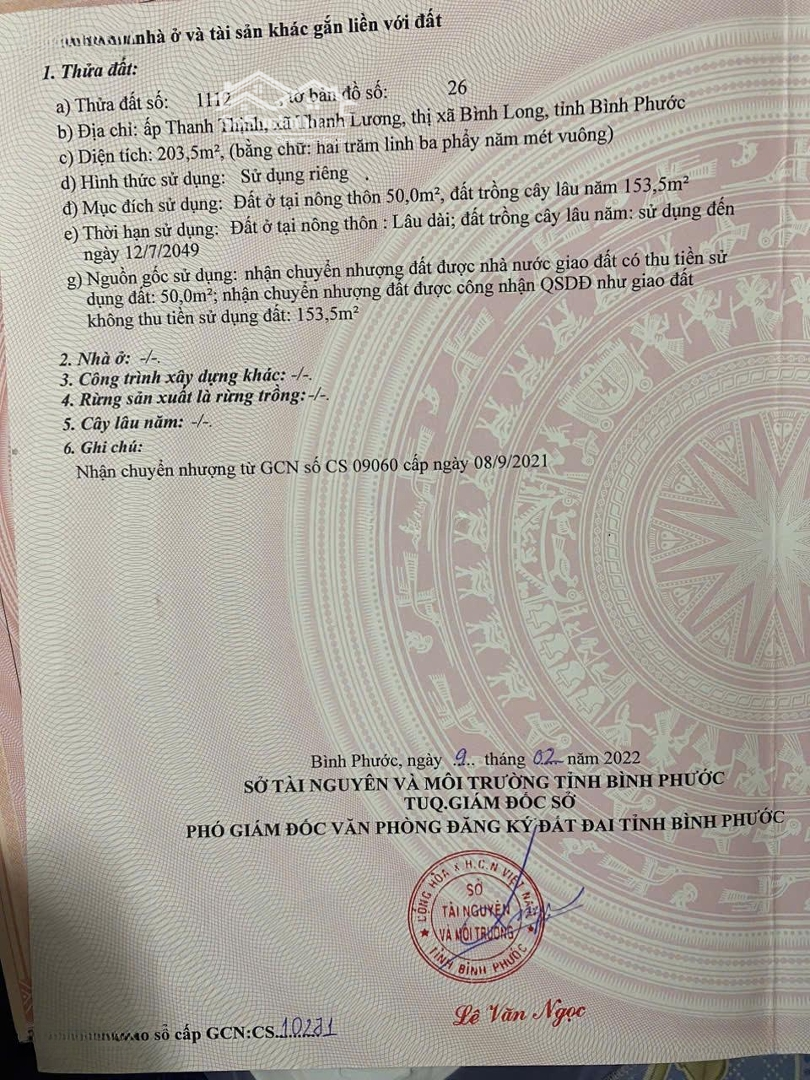 nhà ở và tài sản khác gắn liền với đất
1. Thửa đất:
a) Thửa đất số: 1112 , tờ bản đồ số: 26
b) Địa chỉ: ấp Thanh Thịnh, xã Thanh Lương, thị xã Bình Long, tỉnh Bình Phước
c) Diện tích: 203,5m², (bằng chữ: hai trăm linh ba phẩy năm mét vuông)
d) Hình thức sử dụng: Sử dụng riêng .
đ) Mục đích sử dụng: Đất ở tại nông thôn 50,0m², đất trồng cây lâu năm 153,5m²
e) Thời hạn sử dụng: Đất ở tại nông thôn : Lâu dài; đất trồng cây lâu năm: sử dụng đến
ngày 12/7/2049
g) Nguồn gốc sử dụng: nhận chuyển nhượng đất được nhà nước giao đất có thu tiền sử
dụng đất: 50,0m²; nhận chuyển nhượng đất được công nhận QSDĐ như giao đất
không thu tiền sử dụng đất: 153,5m²
2. Nhà ở: -/-.
3. Công trình xây dựng khác: -/-.
4. Rừng sản xuất là rừng trồng: -/-.
5. Cây lâu năm: -/-.
6. Ghi chú:
Nhận chuyển nhượng từ GCN số CS 09060 cấp ngày 08/9/2021
Bình Phước, ngày 9 tháng 02 năm 2022
SỞ TÀI NGUYÊN VÀ MÔI TRƯỜNG TỈNH BÌNH PHƯỚC
TUQ.GIÁM ĐỐC SỞ
PHÓ GIÁM ĐỐC VĂN PHÒNG ĐĂNG KÝ ĐẤT ĐAI TỈNH BÌNH PHƯỚC
CỘNG HÒA X.H.C.N VIỆT NAM
SỞ
TÀI NGUYÊN
VÀ MÔI TRƯỜNG
TỈNH BÌNH PHƯỚC
Lê Văn Ngọc
sổ cấp GCN:CS.10271